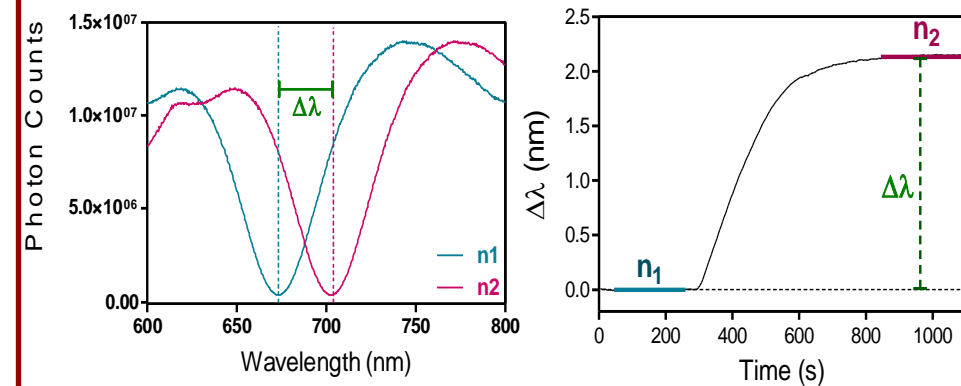 Photon Counts
1.5×10⁰⁷
1.0×10⁰⁷
5.0×10⁰⁶
0.00
Δλ
n1
n2
600 650 700 750 800
Wavelength (nm)
Δλ (nm)
2.5
2.0
1.5
1.0
0.5
0.0
n₂
Δλ
n₁
0 200 400 600 800 1000
Time (s)